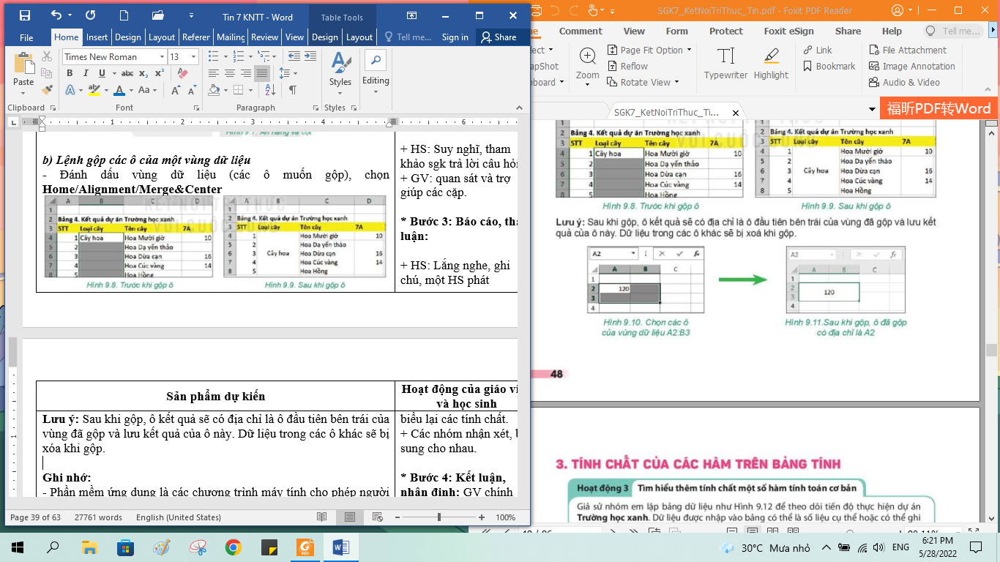 Tin 7 KNTT - Word
Table Tools
File
Home
Insert
Design
Layout
Referer
Mailing
Review
View
Design
Layout
Tell me...
Sign in
Share
Paste
Times New Roman
13
B I U abc x₂ x²
A aby A Aa A A
Styles
Editing
Clipboard
Font
Paragraph
Styles
L
1 2 3 4 5 6
b) Lệnh gộp các ô của một vùng dữ liệu
- Đánh dấu vùng dữ liệu (các ô muốn gộp), chọn
Home/Alignment/Merge&Center
A B C D
1
2 Bảng 4. Kết quả dự án Trường học xanh
3 STT Loại cây Tên cây 7A
4 1 Cây hoa Hoa Mười giờ 10
5 2 Hoa Dạ yến thảo
6 3 Hoa Dừa cạn 16
7 4 Hoa Cúc vàng 14
8 5 Hoa Hồng
Hình 9.8. Trước khi gộp ô
A B C D
1
2 Bảng 4. Kết quả dự án Trường học xanh
3 STT Loại cây Tên cây 7A
4 1 Hoa Mười giờ 10
5 2 Hoa Dạ yến thảo
6 3 Cây hoa Hoa Dừa cạn 16
7 4 Hoa Cúc vàng 14
8 5 Hoa Hồng
Hình 9.9. Sau khi gộp ô
+ HS: Suy nghĩ, tham
khảo sgk trả lời câu hỏi
+ GV: quan sát và trợ
giúp các cặp.
* Bước 3: Báo cáo, thả
luận:
+ HS: Lắng nghe, ghi
chú, một HS phát
Sản phẩm dự kiến
Hoạt động của giáo vi
và học sinh
Lưu ý: Sau khi gộp, ô kết quả sẽ có địa chỉ là ô đầu tiên bên trái của
vùng đã gộp và lưu kết quả của ô này. Dữ liệu trong các ô khác sẽ bị
xóa khi gộp.
Ghi nhớ:
- Phần mềm ứng dụng là các chương trình máy tính cho phép người
biểu lại các tính chất.
+ Các nhóm nhận xét, b
sung cho nhau.
* Bước 4: Kết luận,
nhận định: GV chính
Page 39 of 63
27761 words
English (United States)
100%
SGK7_KetNoiTriThuc_Tin.pdf - Foxit PDF Reader
Comment
View
Form
Protect
Foxit eSign
Share
Help
Tell me...
Zoom
Page Fit Option
Reflow
Rotate View
Typewriter
Highlight
Link
Bookmark
File Attachment
Image Annotation
Audio & Video
SGK7_KetNoiTriThuc_Ti...
福昕PDF转Word
2 Bảng 4. Kết quả dự án Trường học xanh
3 STT Loại cây Tên cây 7A
4 1 Cây hoa Hoa Mười giờ 10
5 2 Hoa Dạ yến thảo
6 3 Hoa Dừa cạn 16
7 4 Hoa Cúc vàng 14
8 5 Hoa Hồng
Hình 9.8. Trước khi gộp ô
2 Bảng 4. Kết quả dự án Trường học xanh
3 STT Loại cây Tên cây 7A
4 1 Hoa Mười giờ 10
5 2 Hoa Dạ yến thảo
6 3 Cây hoa Hoa Dừa cạn 16
7 4 Hoa Cúc vàng 14
8 5 Hoa Hồng
Hình 9.9. Sau khi gộp ô
Lưu ý: Sau khi gộp, ô kết quả sẽ có địa chỉ là ô đầu tiên bên trái của vùng đã gộp và lưu kết
quả của ô này. Dữ liệu trong các ô khác sẽ bị xoá khi gộp.
A2 fx
A B C
1
2 120
3
4
Hình 9.10. Chọn các ô
của vùng dữ liệu A2:B3
A2 fx
A B C
1
2
3 120
4
Hình 9.11.Sau khi gộp, ô đã gộp
có địa chỉ là A2
48
3. TÍNH CHẤT CỦA CÁC HÀM TRÊN BẢNG TÍNH
Hoạt động 3 Tìm hiểu thêm tính chất một số hàm tính toán cơ bản
Giả sử nhóm em lập bảng dữ liệu như Hình 9.12 để theo dõi tiến độ thực hiện dự án
Trường học xanh. Dữ liệu được nhập vào bảng có thể là số liệu cụ thể hoặc có thể ghi
30°C Mưa nhỏ
ENG
6:21 PM
5/28/2022